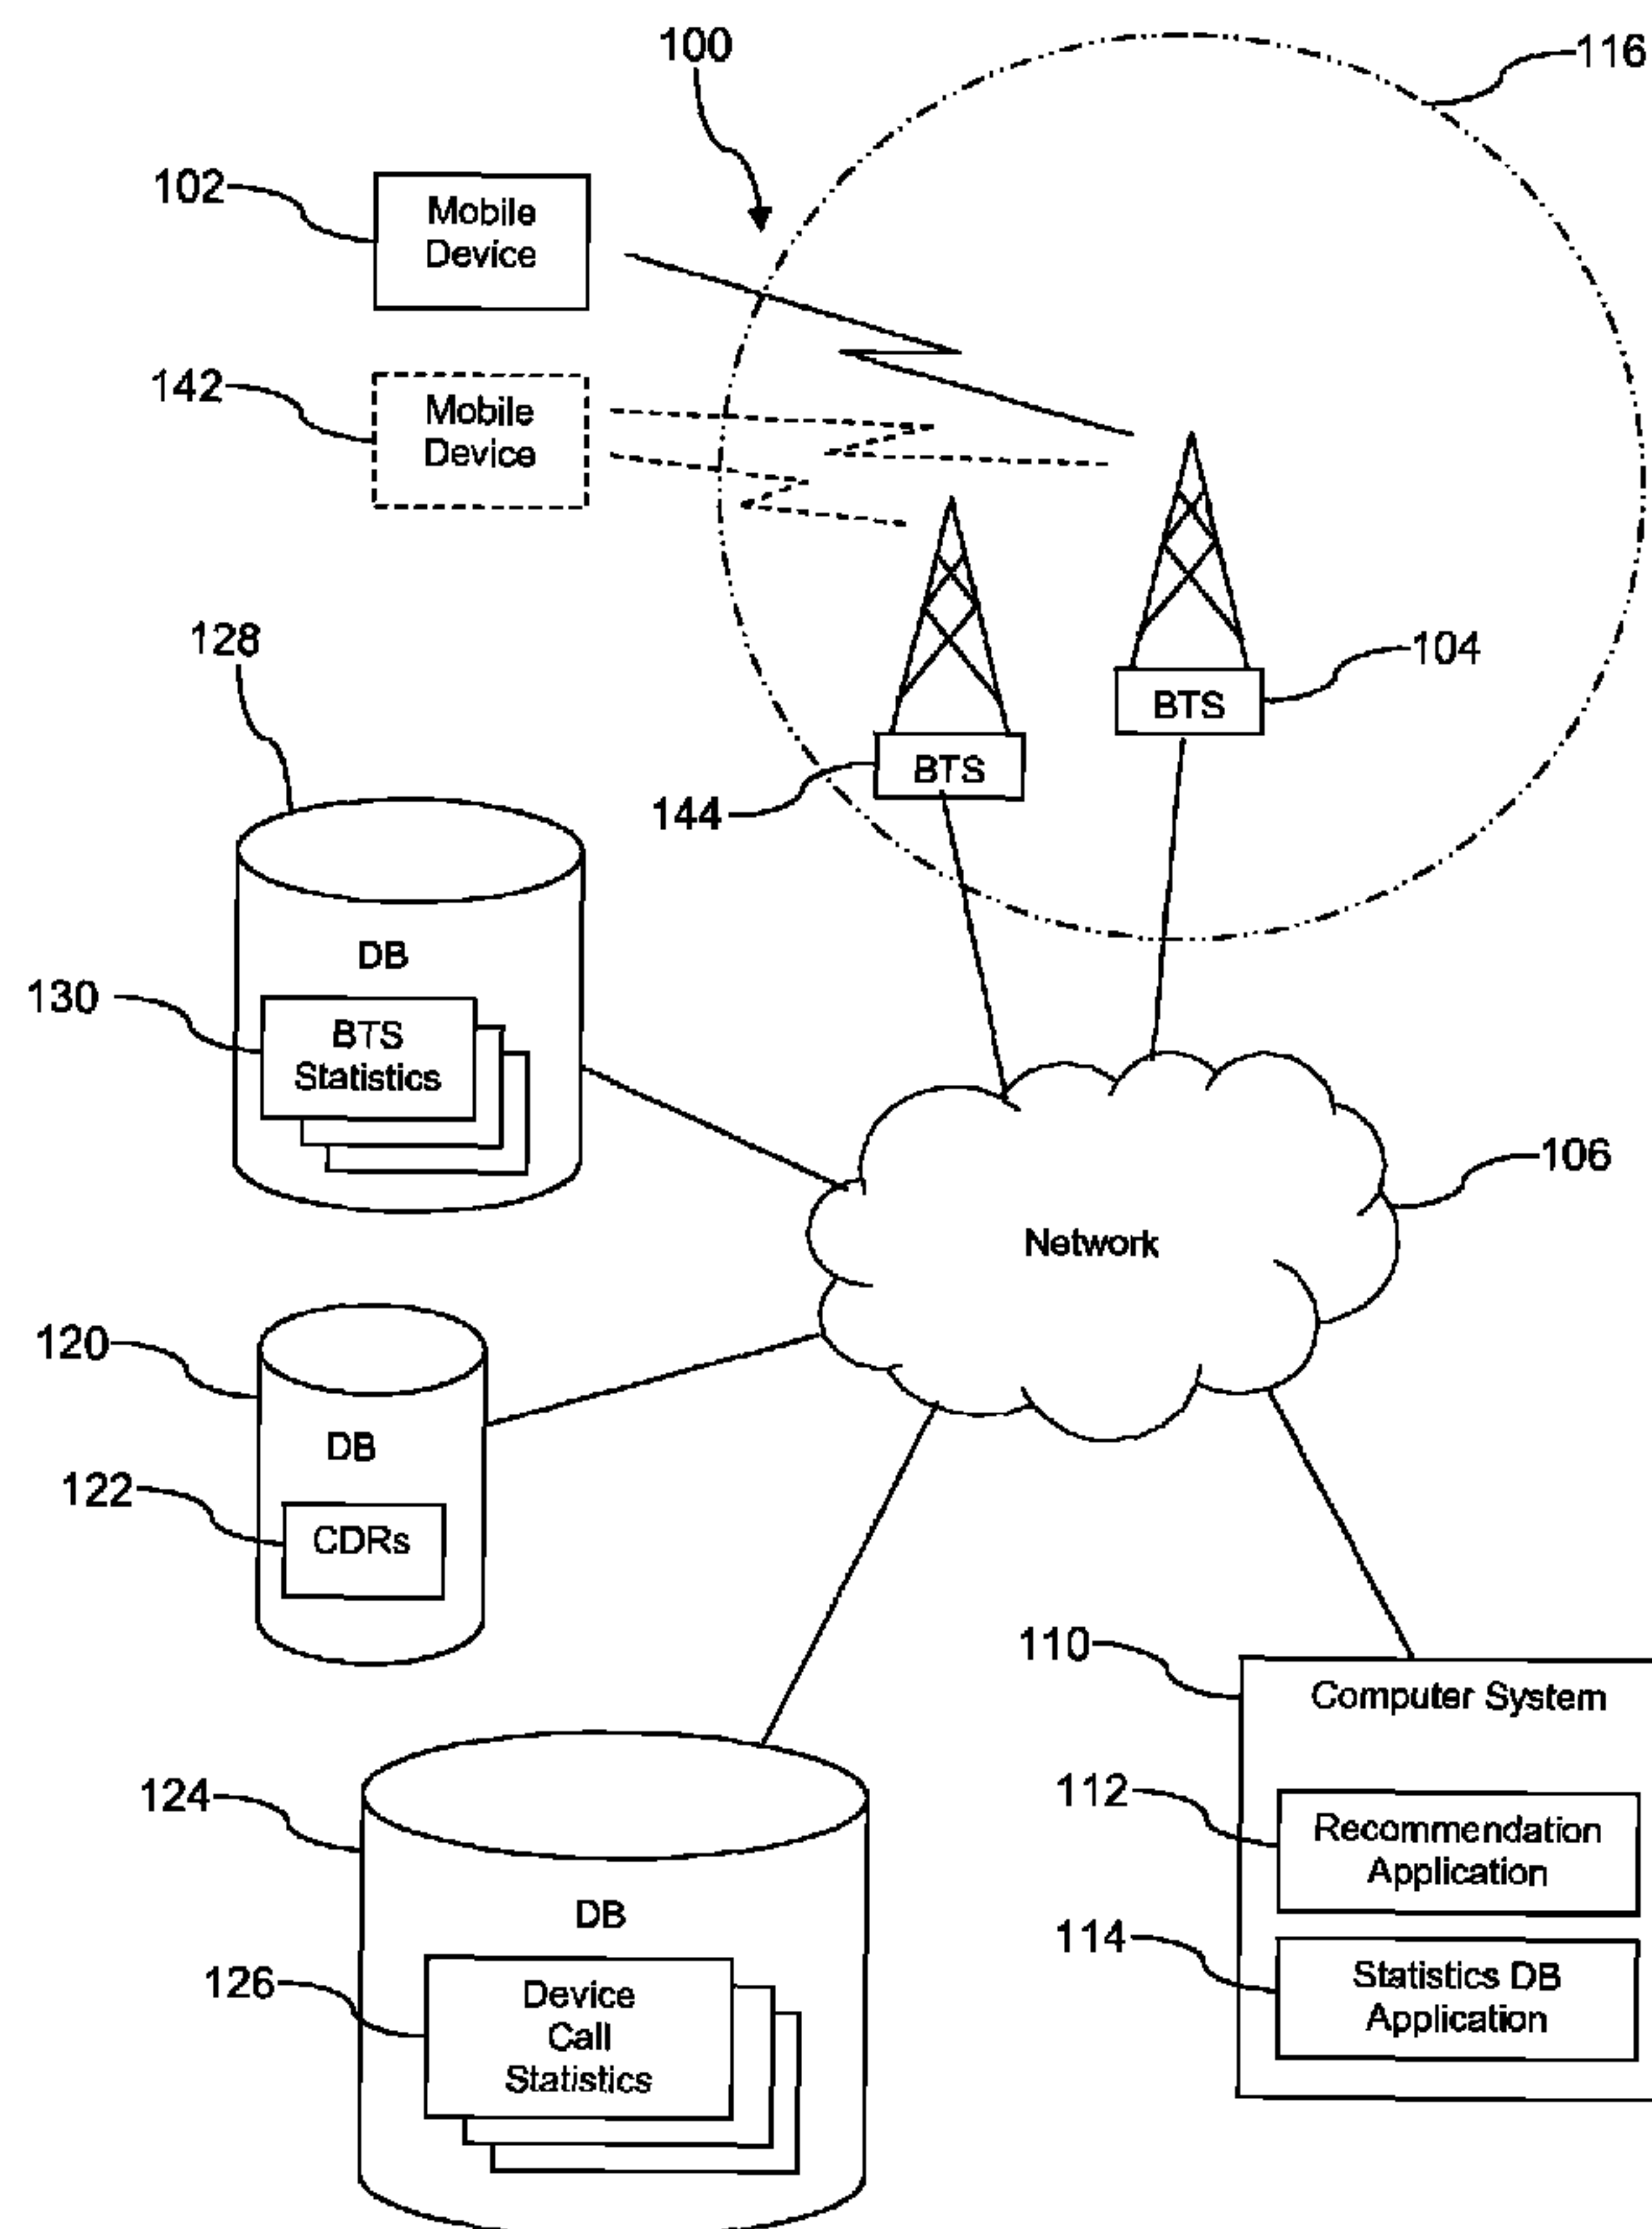 100
116
102
Mobile
Device
142
Mobile
Device
128
104
BTS
144
BTS
DB
130
BTS
Statistics
106
Network
120
DB
122
CDRs
110
Computer System
124
112
Recommendation
Application
DB
114
Statistics DB
Application
126
Device
Call
Statistics